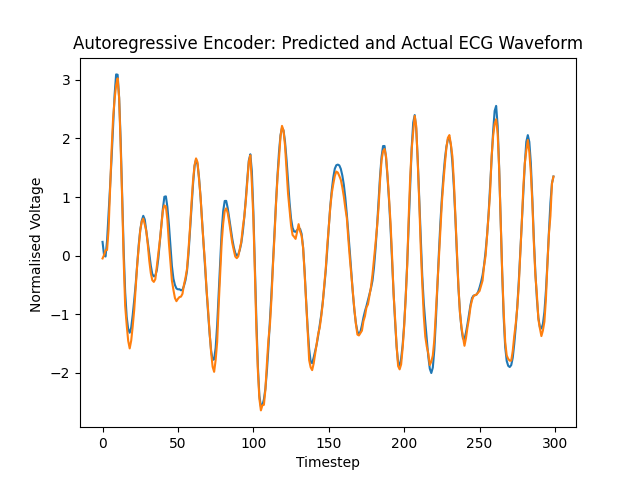 Autoregressive Encoder: Predicted and Actual ECG Waveform
3
2
1
0
−1
−2
Normalised Voltage
0 50 100 150 200 250 300
Timestep